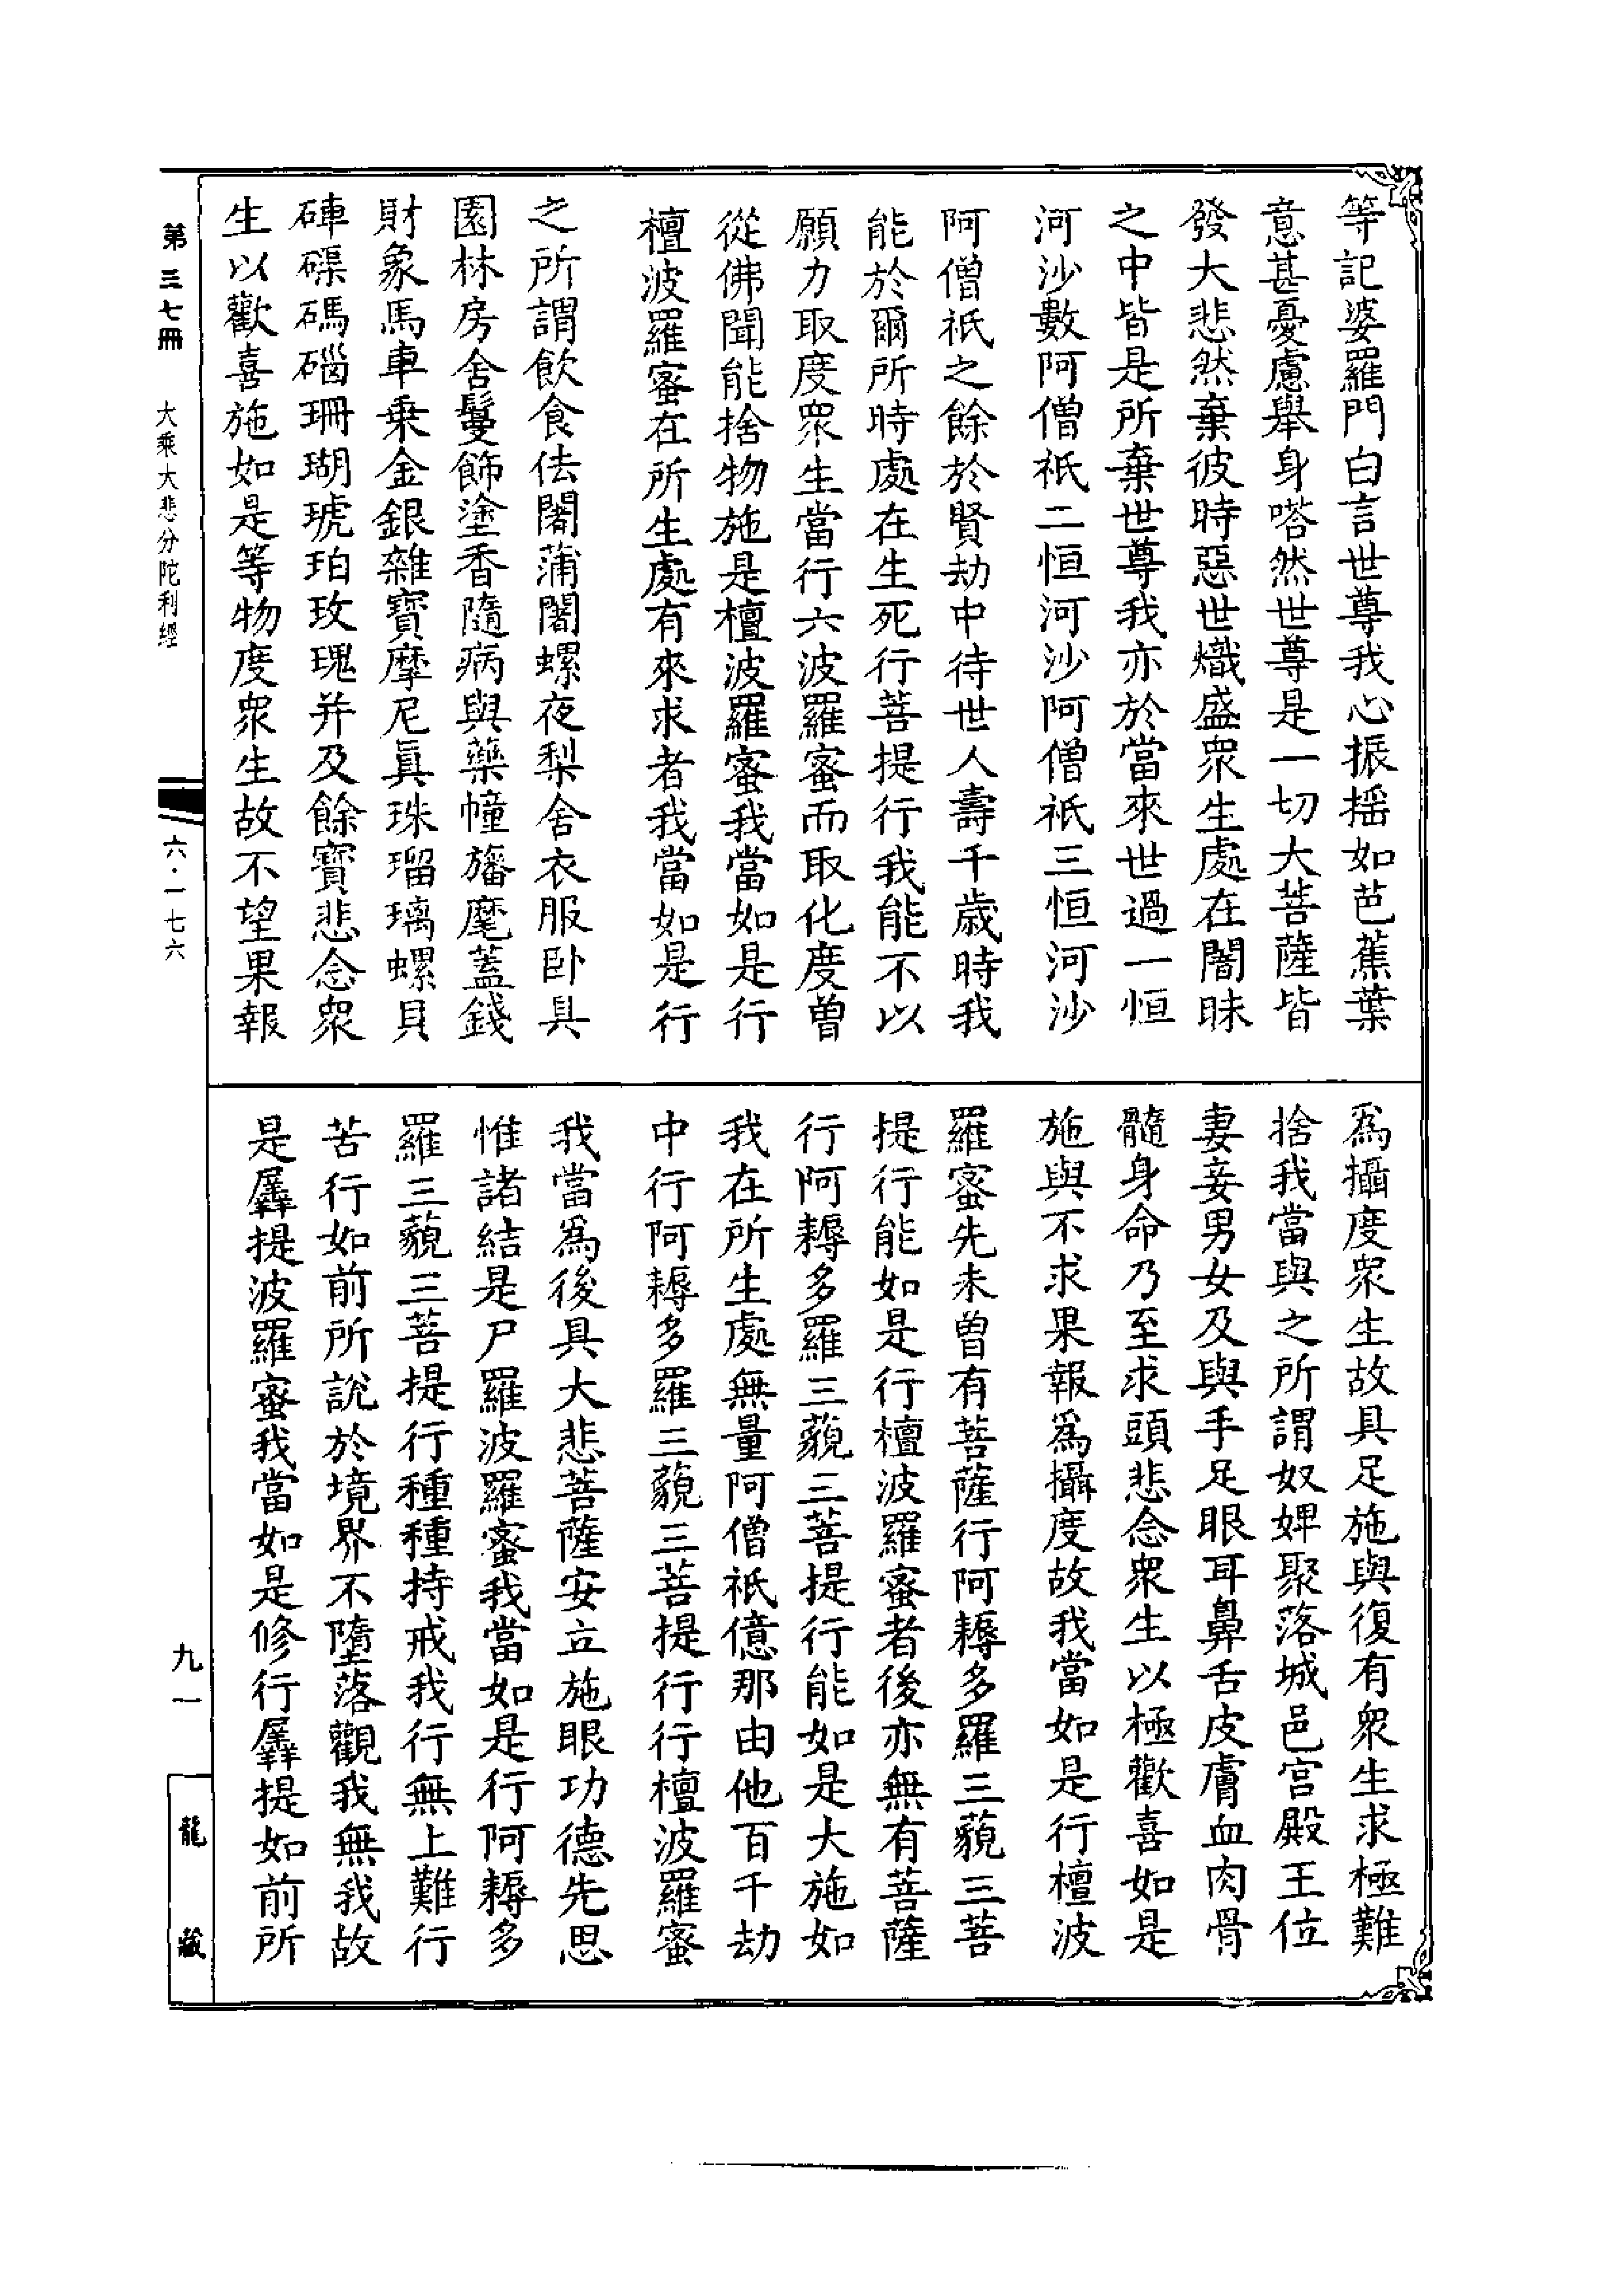 等記婆羅門白言世尊我心振搖如芭蕉葉
意甚憂慮舉身㗳然世尊是一切大菩薩皆
發大悲然棄彼時惡世熾盛眾生處在闇昧
之中皆是所棄世尊我亦於當來世過一恒
河沙數阿僧祇二恒河沙阿僧祇三恒河沙
阿僧祇之餘於賢劫中待世人壽千歲時我
能於爾所時處在生死行菩提行我能不以
願力取度眾生當行六波羅蜜而取化度曾
從佛聞能捨物施是檀波羅蜜我當如是行
檀波羅蜜在所生處有來求者我當如是行
之所謂飲食佉闍蒲闍螺夜梨舍衣服卧具
園林房舍鬘飾塗香隨病與藥幢旛麾蓋錢
財象馬車乗金銀雜寶摩尼眞珠瑠璃螺貝
硨磲碼碯珊瑚琥珀玫瑰并及餘寶悲念眾
生以歡喜施如是等物度眾生故不望果報
爲攝度眾生故具足施與復有眾生求極難
捨我當與之所謂奴婢聚落城邑宮殿王位
妻妾男女及與手足眼耳鼻舌皮膚血肉骨
髓身命乃至求頭悲念眾生以極歡喜如是
施與不求果報爲攝度故我當如是行檀波
羅蜜先未曾有菩薩行阿耨多羅三藐三菩
提行能如是行檀波羅蜜者後亦無有菩薩
行阿耨多羅三藐三菩提行能如是大施如
我在所生處無量阿僧祇億那由他百千劫
中行阿耨多羅三藐三菩提行行檀波羅蜜
我當爲後具大悲菩薩安立施眼功德先思
惟諸結是尸羅波羅蜜我當如是行阿耨多
羅三藐三菩提行種種持戒我行無上難行
苦行如前所說於境界不墮落觀我無我故
是羼提波羅蜜我當如是修行羼提如前所
第三七冊 大乘大悲分陀利經
六·一七六
九一
龍藏